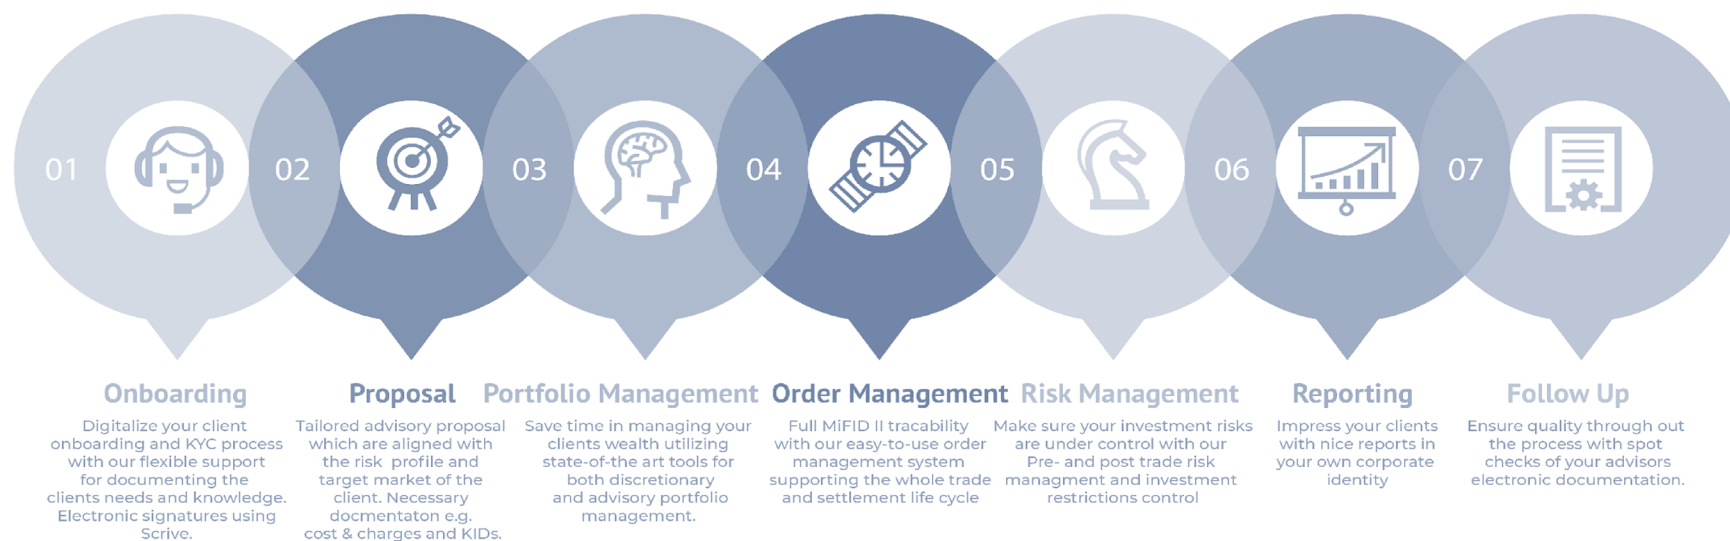 01
02
03
04
05
06
07
Onboarding
Digitalize your client
onboarding and KYC process
with our flexible support
for documenting the
clients needs and knowledge.
Electronic signatures using
Scrive.
Proposal
Tailored advisory proposal
which are aligned with
the risk profile and
target market of the
client. Necessary
docmentaton e.g.
cost & charges and KIDs.
Portfolio Management
Save time in managing your
clients wealth utilizing
state-of-the art tools for
both discretionary
and advisory portfolio
management.
Order Management
Full MiFID II tracability
with our easy-to-use order
management system
supporting the whole trade
and settlement life cycle
Risk Management
Make sure your investment risks
are under control with our
Pre- and post trade risk
managment and investment
restrictions control
Reporting
Impress your clients
with nice reports in
your own corporate
identity
Follow Up
Ensure quality through out
the process with spot
checks of your advisors
electronic documentation.